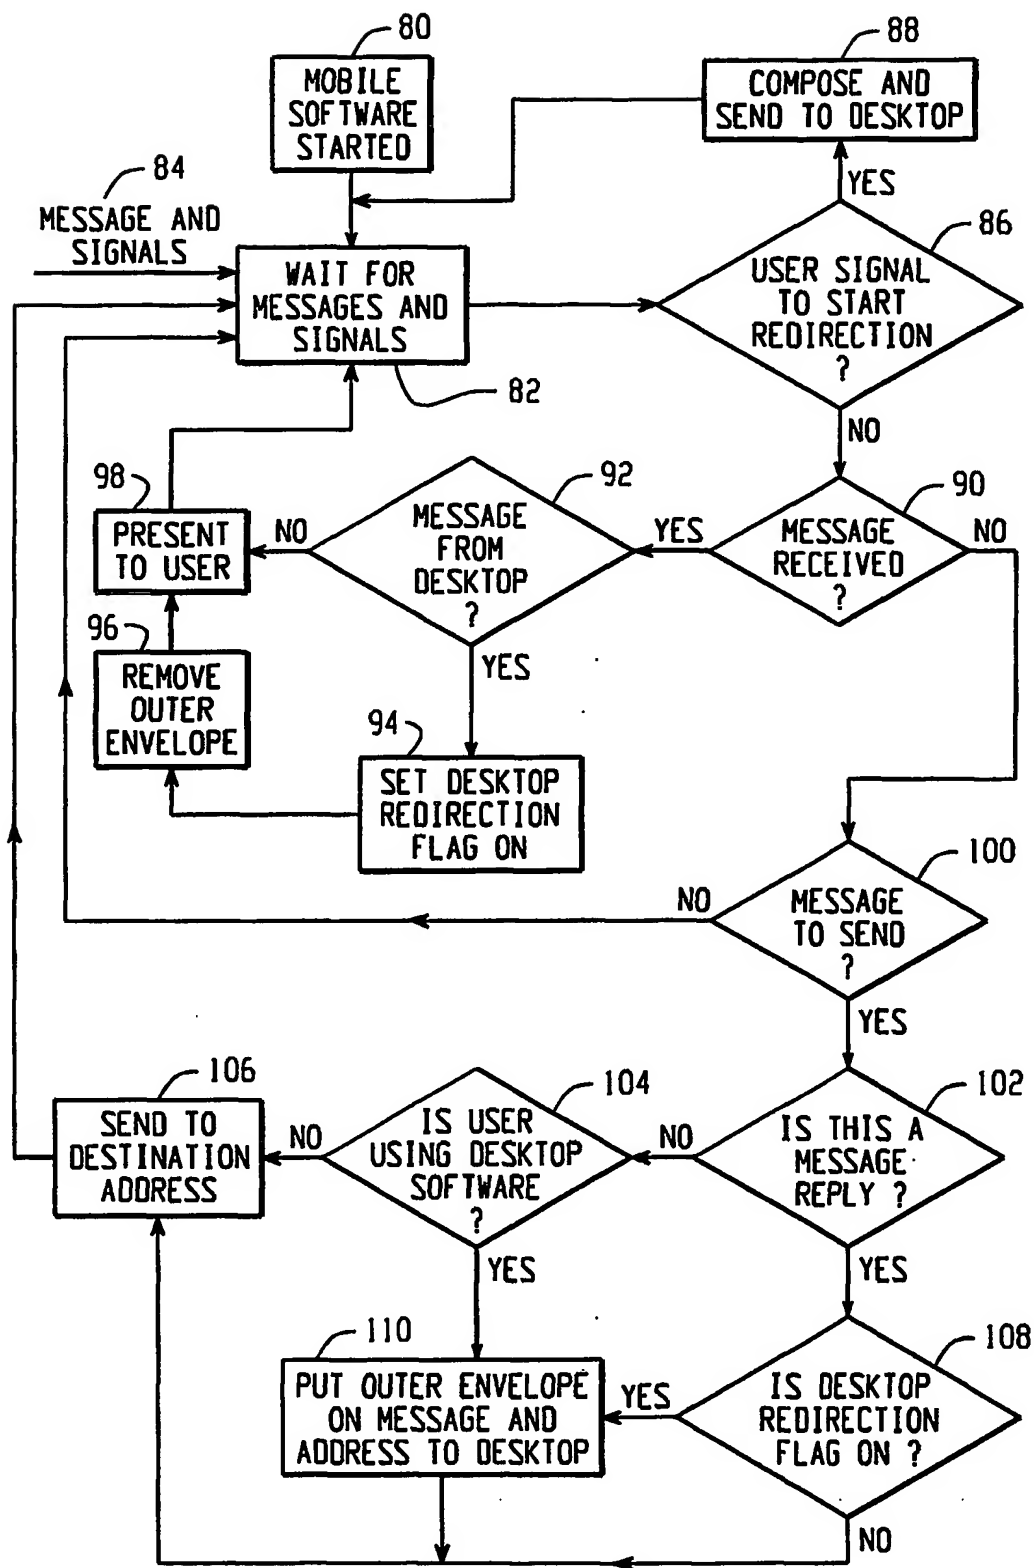 80
MOBILE
SOFTWARE
STARTED
88
COMPOSE AND
SEND TO DESKTOP
YES
84
MESSAGE AND
SIGNALS
86
USER SIGNAL
TO START
REDIRECTION
?
WAIT FOR
MESSAGES AND
SIGNALS
82
NO
98
PRESENT
TO USER
NO
92
MESSAGE
FROM
DESKTOP
?
YES
90
MESSAGE
RECEIVED
?
NO
96
REMOVE
OUTER
ENVELOPE
YES
94
SET DESKTOP
REDIRECTION
FLAG ON
100
NO
MESSAGE
TO SEND
?
YES
106
SEND TO
DESTINATION
ADDRESS
NO
104
IS USER
USING DESKTOP
SOFTWARE
?
NO
102
IS THIS A
MESSAGE
REPLY ?
YES
YES
110
PUT OUTER ENVELOPE
ON MESSAGE AND
ADDRESS TO DESKTOP
YES
108
IS DESKTOP
REDIRECTION
FLAG ON ?
NO